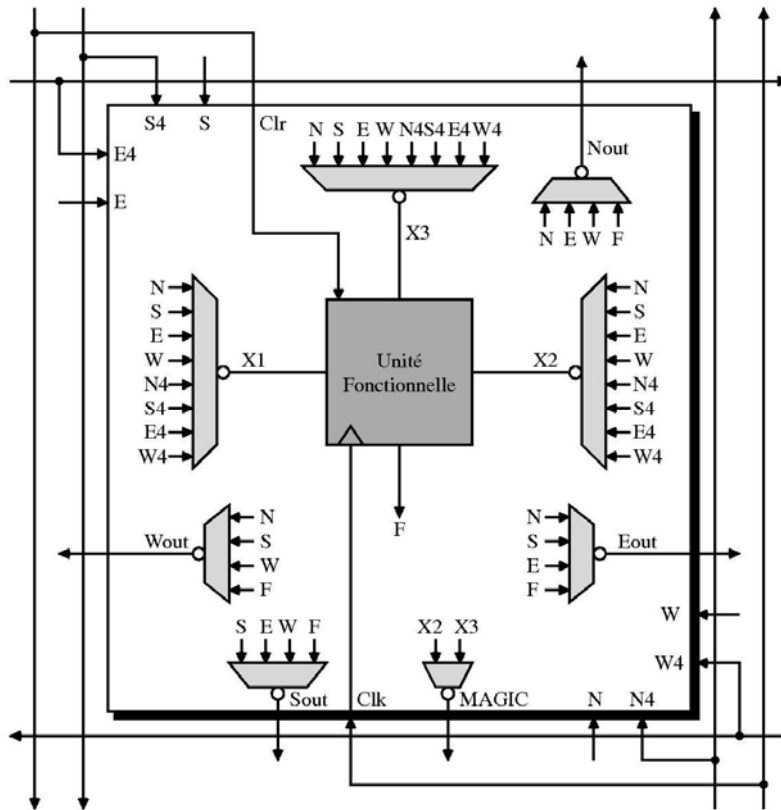 S4 S Clr
N S E W N4 S4 E4 W4
Nout
E4
E
N E W F
X3
N
S
E
W
N4
S4
E4
W4
X1
Unité
Fonctionnelle
X2
N
S
E
W
N4
S4
E4
W4
F
Wout
N
S
W
F
N
S
E
F
Eout
W
W4
S E W F
X2 X3
Sout Clk MAGIC N N4